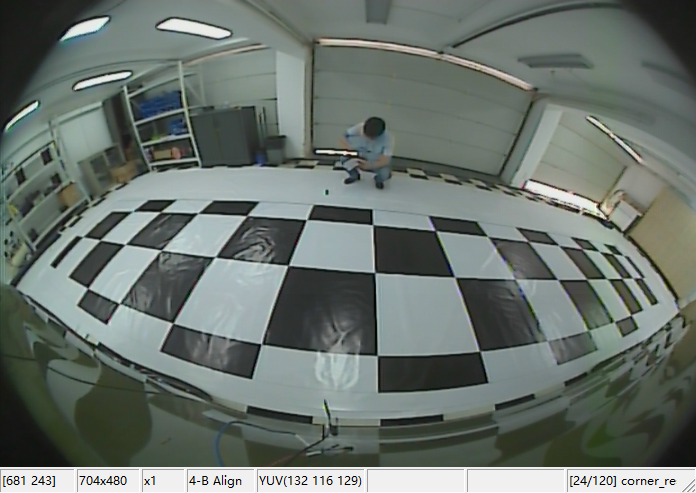 [681 243] 704x480 x1 4-B Align YUV(132 116 129) [24/120] corner_re